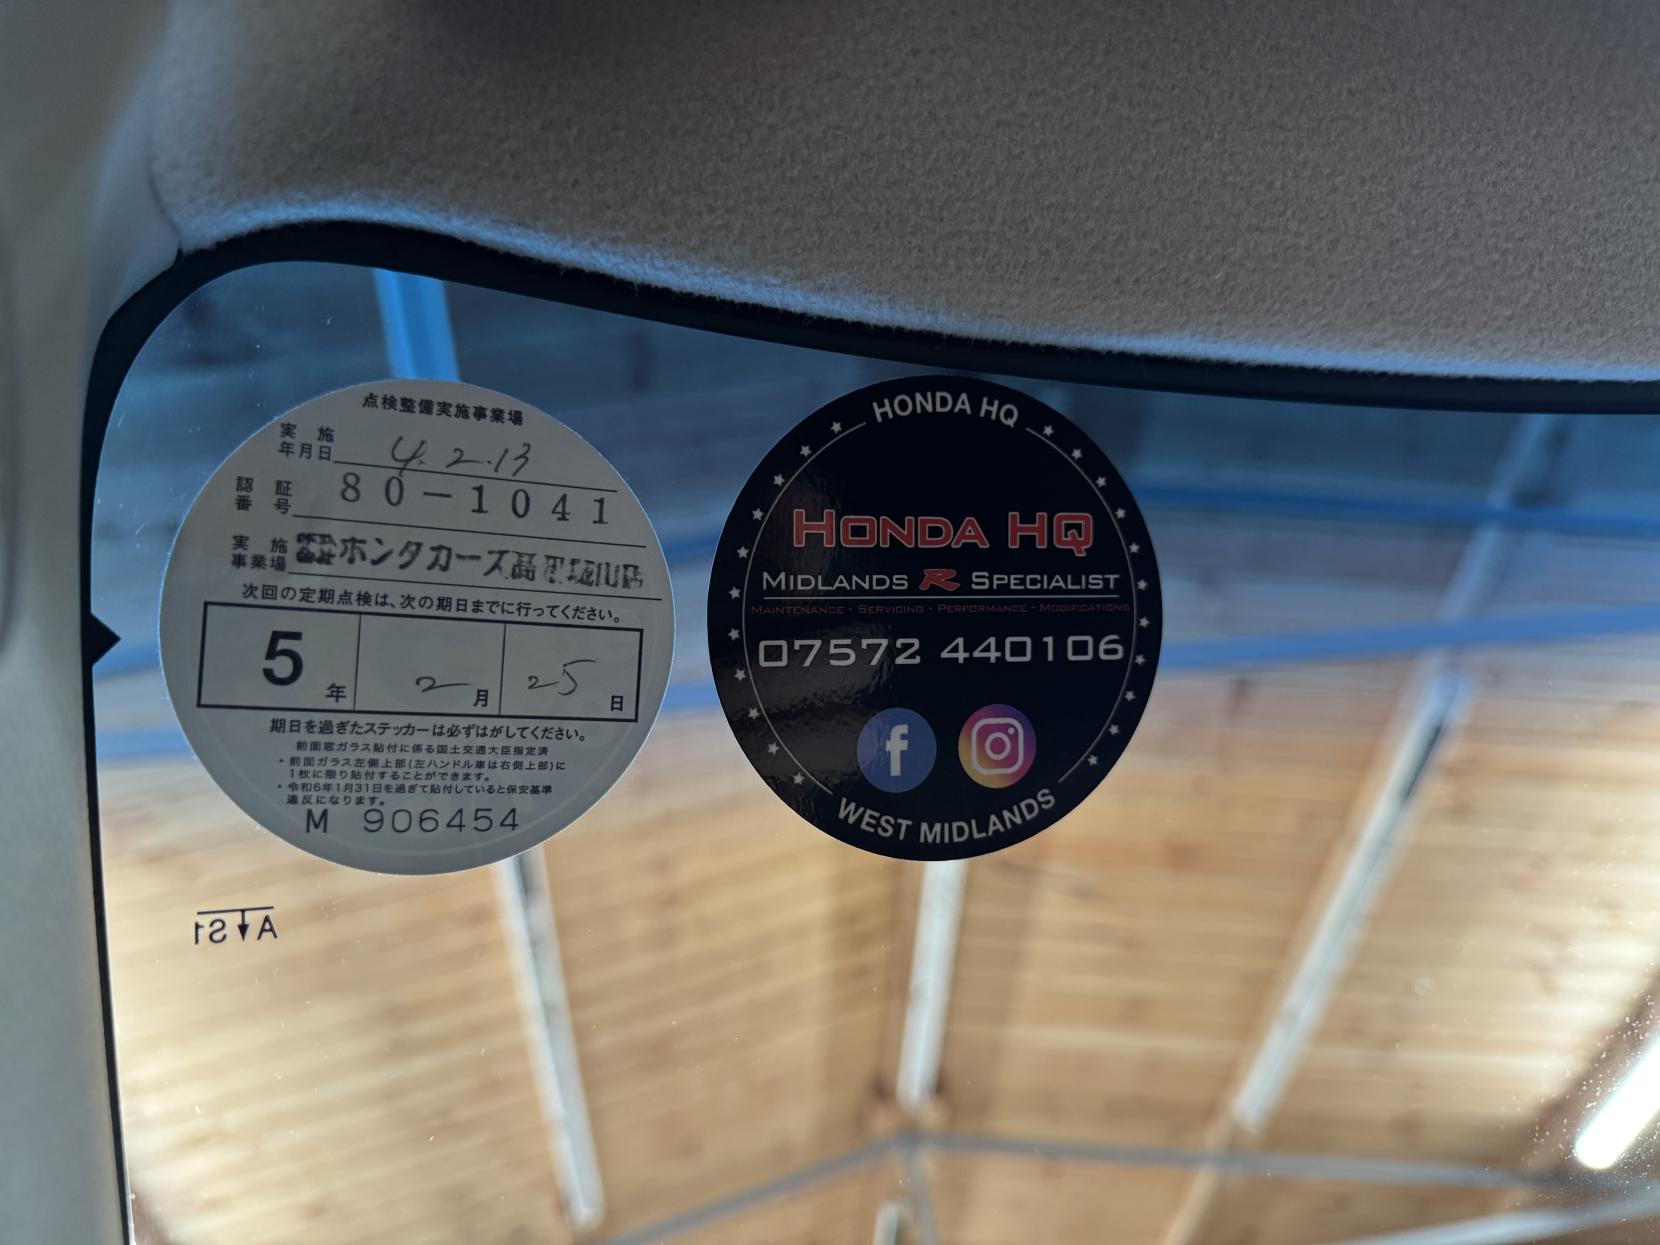 点検整備実施事業場
実施
年月日 4.2.13
認証
番号 80-1041
実施
事業場 ホンダカーズ
次回の定期点検は、次の期日までに行ってください。
5年 2月 25日
期日を過ぎたステッカーは必ずはがしてください。
前面窓ガラス貼付に係る国土交通大臣指定済
・前面ガラス左側上部(左ハンドル車は右側上部)に
1枚に限り貼付することができます。
・令和6年1月31日を過ぎて貼付していると保安基準
違反になります。
M 906454
HONDA HQ
HONDA HQ
MIDLANDS R SPECIALIST
MAINTENANCE · SERVICING · PERFORMANCE · MODIFICATIONS
07572 440106
f
WEST MIDLANDS
A↓S1